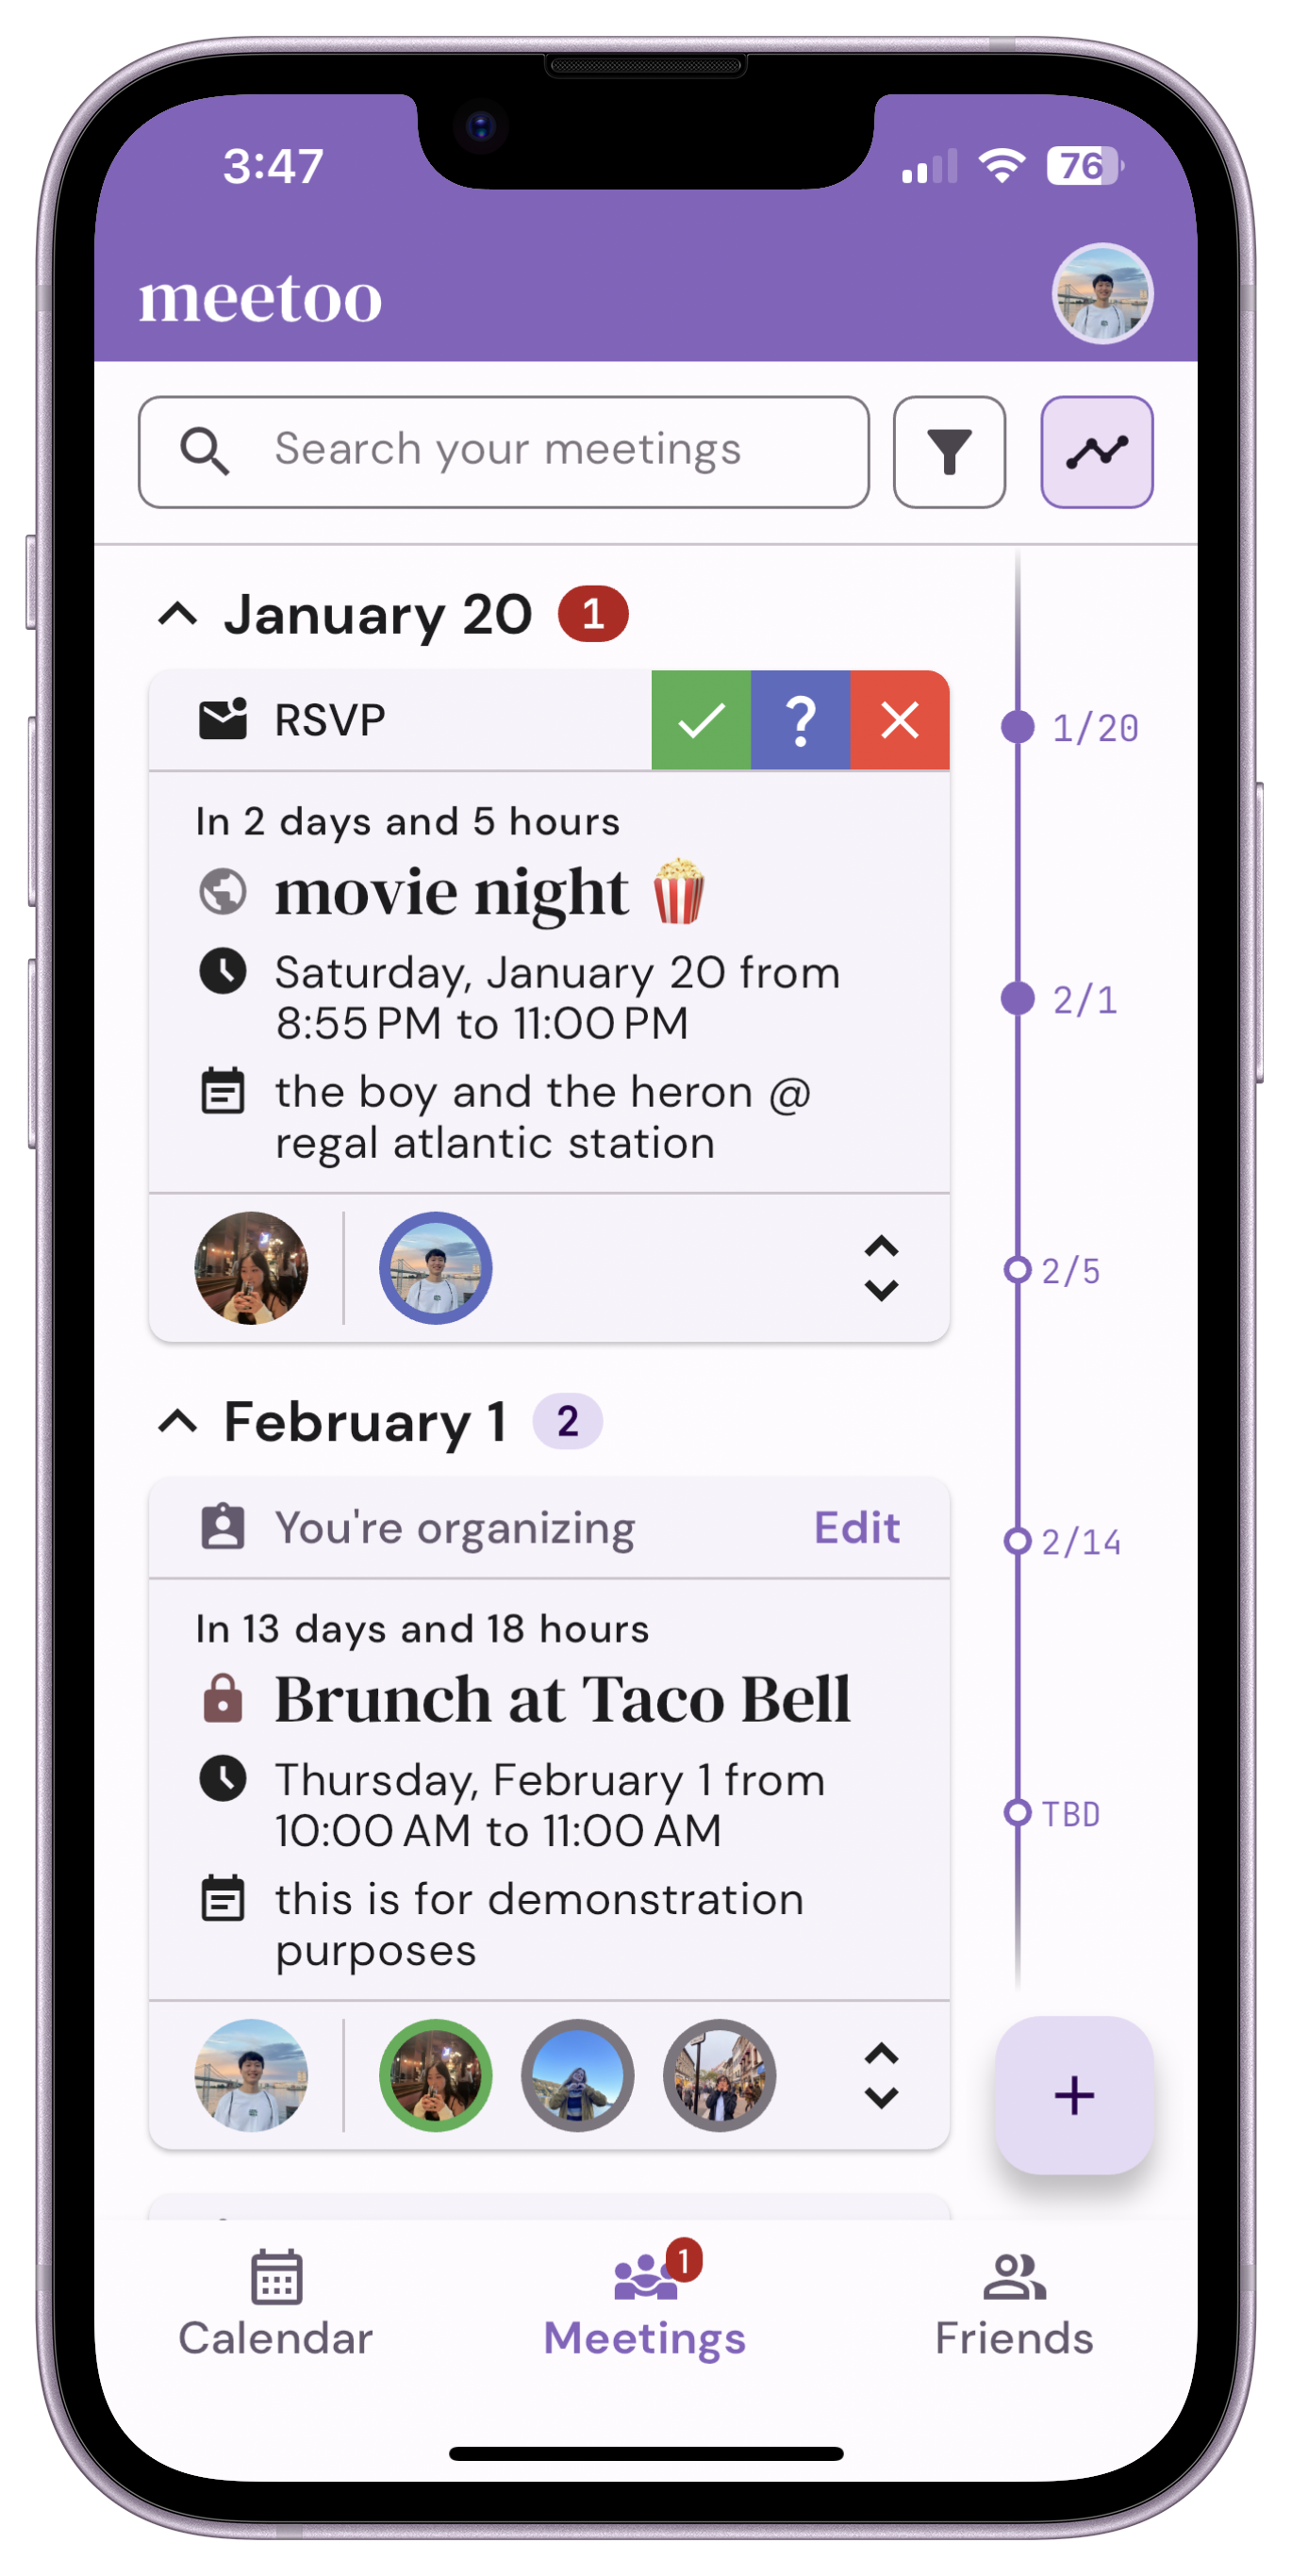 3:47
76
meetoo
Search your meetings
January 20 1
RSVP ?
In 2 days and 5 hours
movie night 🍿
Saturday, January 20 from
8:55 PM to 11:00 PM
the boy and the heron @
regal atlantic station
February 1 2
You're organizing Edit
In 13 days and 18 hours
Brunch at Taco Bell
Thursday, February 1 from
10:00 AM to 11:00 AM
this is for demonstration
purposes
1/20
2/1
2/5
2/14
TBD
+
Calendar
1
Meetings
Friends